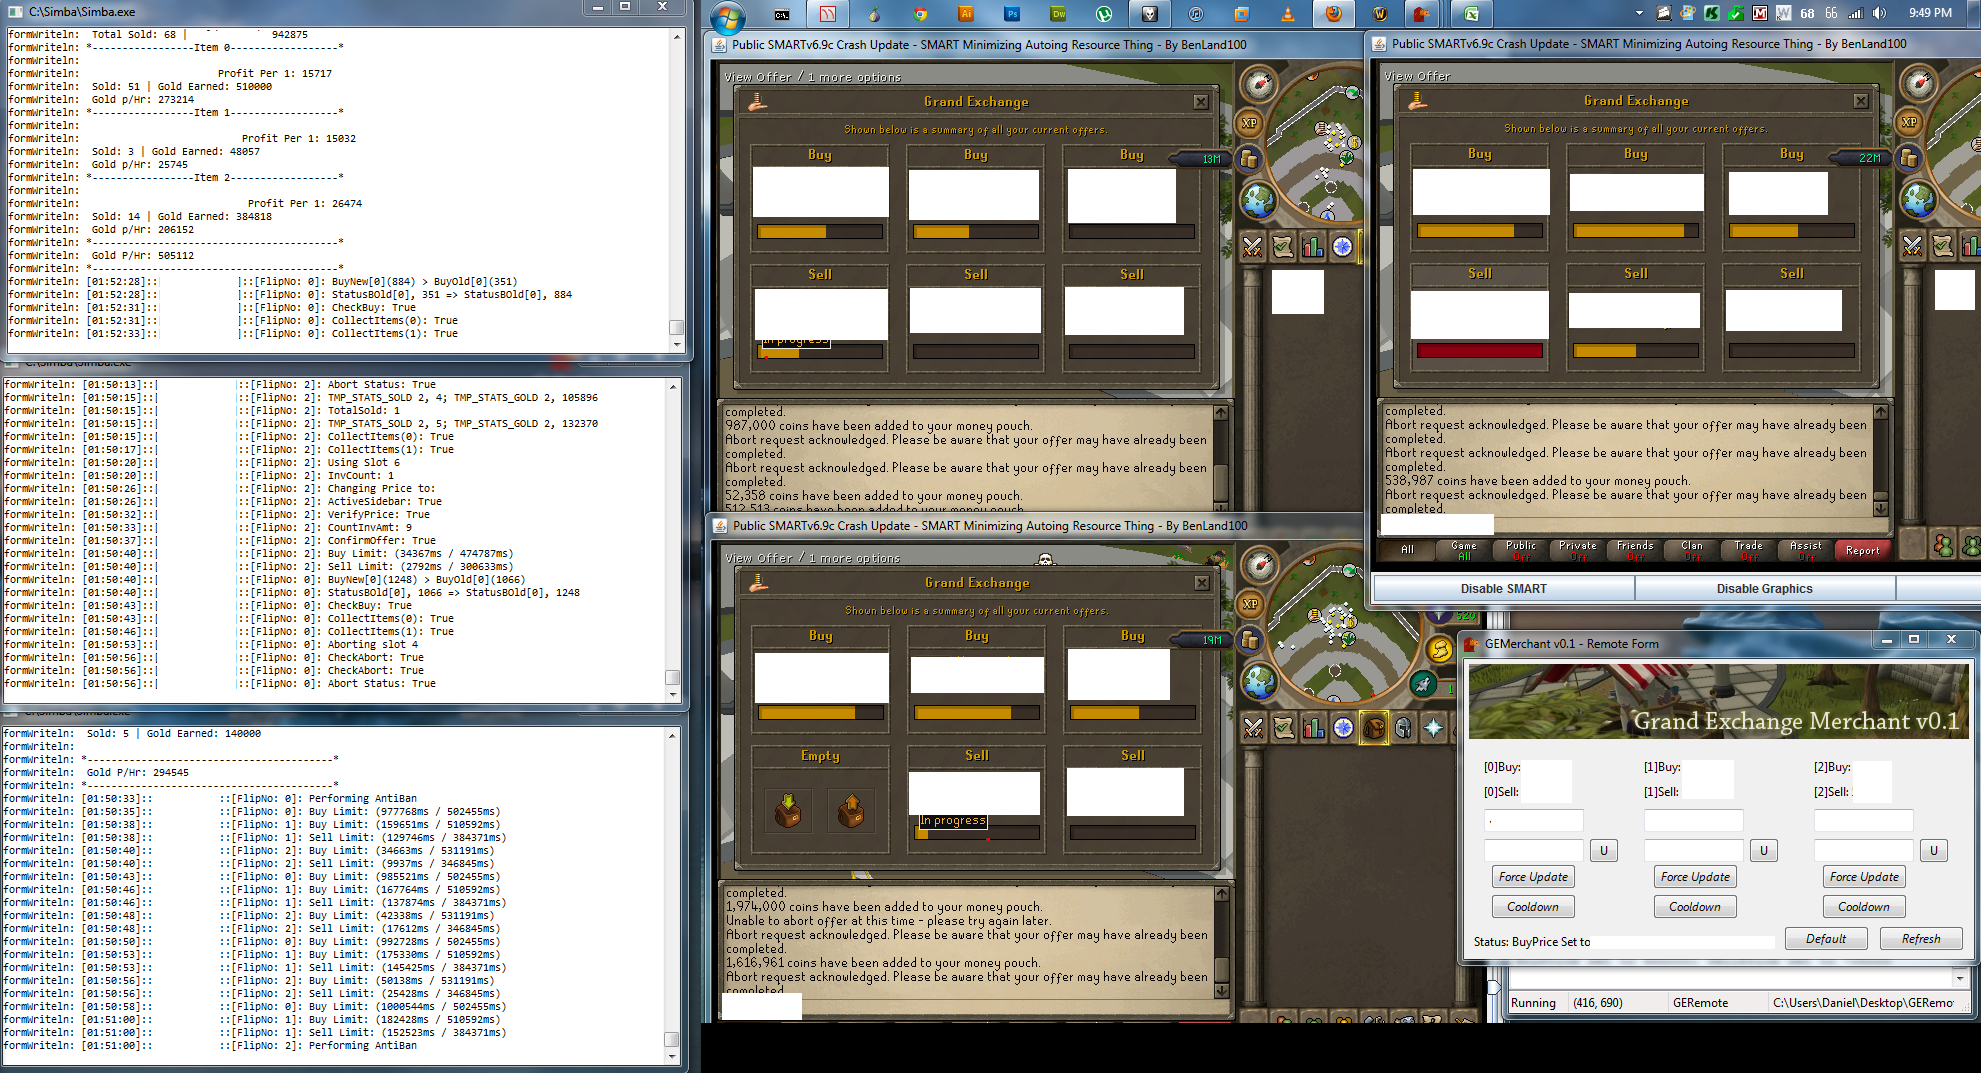 C:\Simba\Simba.exe
formWriteln:  Total Sold: 68 |  942875
formWriteln: *-----------------Item 0------------------*
formWriteln:
formWriteln:  Profit Per 1: 15717
formWriteln:  Sold: 51 | Gold Earned: 510000
formWriteln:  Gold p/Hr: 273214
formWriteln: *-----------------Item 1------------------*
formWriteln:
formWriteln:  Profit Per 1: 15032
formWriteln:  Sold: 3 | Gold Earned: 48057
formWriteln:  Gold p/Hr: 25745
formWriteln: *-----------------Item 2------------------*
formWriteln:
formWriteln:  Profit Per 1: 26474
formWriteln:  Sold: 14 | Gold Earned: 384818
formWriteln:  Gold p/Hr: 206152
formWriteln: *-----------------------------------------*
formWriteln:  Gold P/Hr: 505112
formWriteln: *-----------------------------------------*
formWriteln: [01:52:28]::| |::[FlipNo: 0]: BuyNew[0](884) > BuyOld[0](351)
formWriteln: [01:52:28]::| |::[FlipNo: 0]: StatusBOld[0], 351 => StatusBOld[0], 884
formWriteln: [01:52:31]::| |::[FlipNo: 0]: CheckBuy: True
formWriteln: [01:52:31]::| |::[FlipNo: 0]: CollectItems(0): True
formWriteln: [01:52:33]::| |::[FlipNo: 0]: CollectItems(1): True
C:\Simba\Simba.exe
formWriteln: [01:50:13]::| |::[FlipNo: 2]: Abort Status: True
formWriteln: [01:50:15]::| |::[FlipNo: 2]: TMP_STATS_SOLD 2, 4; TMP_STATS_GOLD 2, 105896
formWriteln: [01:50:15]::| |::[FlipNo: 2]: TotalSold: 1
formWriteln: [01:50:15]::| |::[FlipNo: 2]: TMP_STATS_SOLD 2, 5; TMP_STATS_GOLD 2, 132370
formWriteln: [01:50:15]::| |::[FlipNo: 2]: CollectItems(0): True
formWriteln: [01:50:17]::| |::[FlipNo: 2]: CollectItems(1): True
formWriteln: [01:50:20]::| |::[FlipNo: 2]: Using Slot 6
formWriteln: [01:50:20]::| |::[FlipNo: 2]: InvCount: 1
formWriteln: [01:50:26]::| |::[FlipNo: 2]: Changing Price to:
formWriteln: [01:50:26]::| |::[FlipNo: 2]: ActiveSidebar: True
formWriteln: [01:50:32]::| |::[FlipNo: 2]: VerifyPrice: True
formWriteln: [01:50:33]::| |::[FlipNo: 2]: CountInvAmt: 9
formWriteln: [01:50:37]::| |::[FlipNo: 2]: ConfirmOffer: True
formWriteln: [01:50:40]::| |::[FlipNo: 2]: Buy Limit: (34367ms / 474787ms)
formWriteln: [01:50:40]::| |::[FlipNo: 2]: Sell Limit: (2792ms / 300633ms)
formWriteln: [01:50:40]::| |::[FlipNo: 0]: BuyNew[0](1248) > BuyOld[0](1066)
formWriteln: [01:50:40]::| |::[FlipNo: 0]: StatusBOld[0], 1066 => StatusBOld[0], 1248
formWriteln: [01:50:43]::| |::[FlipNo: 0]: CheckBuy: True
formWriteln: [01:50:43]::| |::[FlipNo: 0]: CollectItems(0): True
formWriteln: [01:50:46]::| |::[FlipNo: 0]: CollectItems(1): True
formWriteln: [01:50:53]::| |::[FlipNo: 0]: Aborting slot 4
formWriteln: [01:50:56]::| |::[FlipNo: 0]: CheckAbort: True
formWriteln: [01:50:56]::| |::[FlipNo: 0]: CheckAbort: True
formWriteln: [01:50:56]::| |::[FlipNo: 0]: Abort Status: True
C:\Simba\Simba.exe
formWriteln:  Sold: 5 | Gold Earned: 140000
formWriteln:
formWriteln: *-----------------------------------------*
formWriteln:  Gold P/Hr: 294545
formWriteln: *-----------------------------------------*
formWriteln: [01:50:33]:: ::[FlipNo: 0]: Performing AntiBan
formWriteln: [01:50:35]:: ::[FlipNo: 0]: Buy Limit: (977768ms / 502455ms)
formWriteln: [01:50:38]:: ::[FlipNo: 1]: Buy Limit: (159651ms / 510592ms)
formWriteln: [01:50:38]:: ::[FlipNo: 1]: Sell Limit: (129746ms / 384371ms)
formWriteln: [01:50:40]:: ::[FlipNo: 2]: Buy Limit: (34663ms / 531191ms)
formWriteln: [01:50:40]:: ::[FlipNo: 2]: Sell Limit: (9937ms / 346845ms)
formWriteln: [01:50:43]:: ::[FlipNo: 0]: Buy Limit: (985521ms / 502455ms)
formWriteln: [01:50:46]:: ::[FlipNo: 1]: Buy Limit: (167764ms / 510592ms)
formWriteln: [01:50:46]:: ::[FlipNo: 1]: Sell Limit: (137874ms / 384371ms)
formWriteln: [01:50:48]:: ::[FlipNo: 2]: Buy Limit: (42338ms / 531191ms)
formWriteln: [01:50:48]:: ::[FlipNo: 2]: Sell Limit: (17612ms / 346845ms)
formWriteln: [01:50:50]:: ::[FlipNo: 0]: Buy Limit: (992728ms / 502455ms)
formWriteln: [01:50:53]:: ::[FlipNo: 1]: Buy Limit: (175330ms / 510592ms)
formWriteln: [01:50:53]:: ::[FlipNo: 1]: Sell Limit: (145425ms / 384371ms)
formWriteln: [01:50:56]:: ::[FlipNo: 2]: Buy Limit: (50138ms / 531191ms)
formWriteln: [01:50:56]:: ::[FlipNo: 2]: Sell Limit: (25428ms / 346845ms)
formWriteln: [01:50:58]:: ::[FlipNo: 0]: Buy Limit: (1000544ms / 502455ms)
formWriteln: [01:51:00]:: ::[FlipNo: 1]: Buy Limit: (182428ms / 510592ms)
formWriteln: [01:51:00]:: ::[FlipNo: 1]: Sell Limit: (152523ms / 384371ms)
formWriteln: [01:51:00]:: ::[FlipNo: 2]: Performing AntiBan
Ai Ps Dw 68 66 9:49 PM
Public SMARTv6.9c Crash Update - SMART Minimizing Autoing Resource Thing - By BenLand100
View Offer / 1 more options
Grand Exchange
Shown below is a summary of all your current offers.
XP
Buy Buy Buy
13M
Sell Sell Sell
In progress
completed.
987,000 coins have been added to your money pouch.
Abort request acknowledged. Please be aware that your offer may have already been
completed.
Abort request acknowledged. Please be aware that your offer may have already been
completed.
52,358 coins have been added to your money pouch.
512,513 coins have been added to your money pouch.
Public SMARTv6.9c Crash Update - SMART Minimizing Autoing Resource Thing - By BenLand100
View Offer
Grand Exchange
Shown below is a summary of all your current offers.
XP
Buy Buy Buy
22M
Sell Sell Sell
completed.
Abort request acknowledged. Please be aware that your offer may have already been
completed.
Abort request acknowledged. Please be aware that your offer may have already been
completed.
538,987 coins have been added to your money pouch.
Abort request acknowledged. Please be aware that your offer may have already been
completed.
All Game Public Private Friends Clan Trade Assist Report
All Off Off Off Off Off Off
Disable SMART Disable Graphics
Public SMARTv6.9c Crash Update - SMART Minimizing Autoing Resource Thing - By BenLand100
View Offer / 1 more options
Grand Exchange
Shown below is a summary of all your current offers.
XP
520
Buy Buy Buy
19M
Empty Sell Sell
In progress
completed.
1,974,000 coins have been added to your money pouch.
Unable to abort offer at this time - please try again later.
Abort request acknowledged. Please be aware that your offer may have already been
completed.
1,616,961 coins have been added to your money pouch.
Abort request acknowledged. Please be aware that your offer may have already been
completed.
GEMerchant v0.1 - Remote Form
Grand Exchange Merchant v0.1
[0]Buy: [1]Buy: [2]Buy:
[0]Sell: [1]Sell: [2]Sell:
U U U
Force Update Force Update Force Update
Cooldown Cooldown Cooldown
Status: BuyPrice Set to Default Refresh
Running (416, 690) GERemote C:\Users\Daniel\Desktop\GERemo